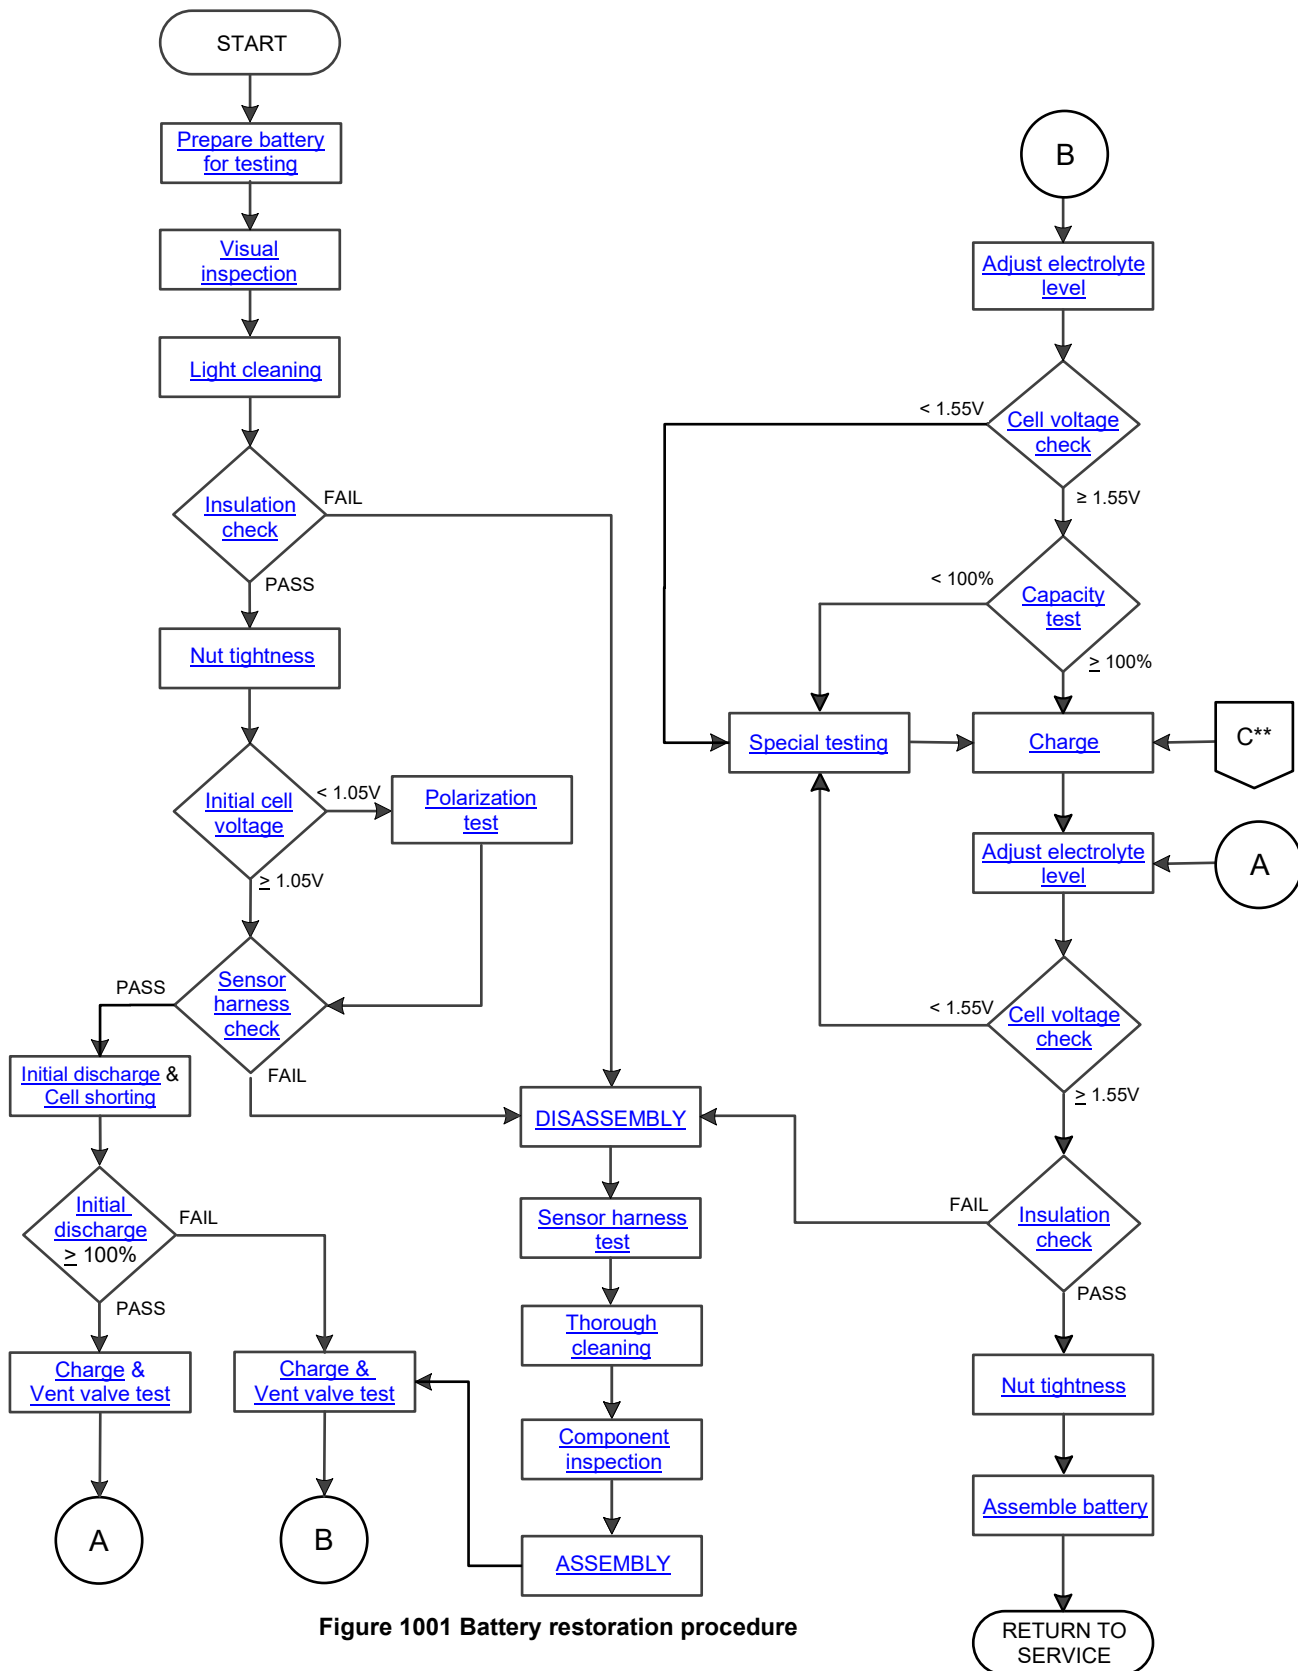 START
Prepare battery
for testing
Visual
inspection
Light cleaning
Insulation
check
FAIL
PASS
Nut tightness
Initial cell
voltage
< 1.05V
Polarization
test
≥ 1.05V
Sensor
harness
check
PASS
FAIL
Initial discharge &
Cell shorting
Initial
discharge
≥ 100%
FAIL
PASS
Charge &
Vent valve test
A
Charge &
Vent valve test
B
DISASSEMBLY
Sensor harness
test
Thorough
cleaning
Component
inspection
ASSEMBLY
B
Adjust electrolyte
level
Cell voltage
check
< 1.55V
≥ 1.55V
Capacity
test
< 100%
≥ 100%
Special testing
Charge
C**
Adjust electrolyte
level
A
Cell voltage
check
< 1.55V
≥ 1.55V
Insulation
check
FAIL
PASS
Nut tightness
Assemble battery
RETURN TO
SERVICE
Figure 1001 Battery restoration procedure